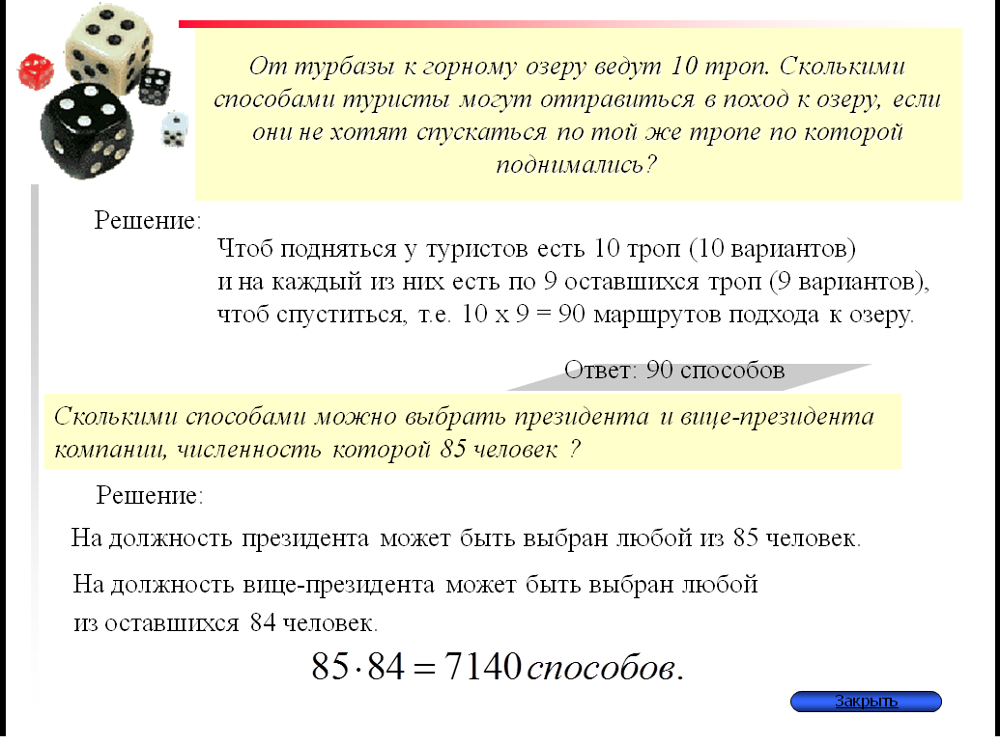 От турбазы к горному озеру ведут 10 троп. Сколькими
способами туристы могут отправиться в поход к озеру, если
они не хотят спускаться по той же тропе по которой
поднимались?
Решение:
Чтоб подняться у туристов есть 10 троп (10 вариантов)
и на каждый из них есть по 9 оставшихся троп (9 вариантов),
чтоб спуститься, т.е. 10 х 9 = 90 маршрутов подхода к озеру.
Ответ: 90 способов
Сколькими способами можно выбрать президента и вице-президента
компании, численность которой 85 человек ?
Решение:
На должность президента может быть выбран любой из 85 человек.
На должность вице-президента может быть выбран любой
из оставшихся 84 человек.
85·84 = 7140 способов.
Закрыть